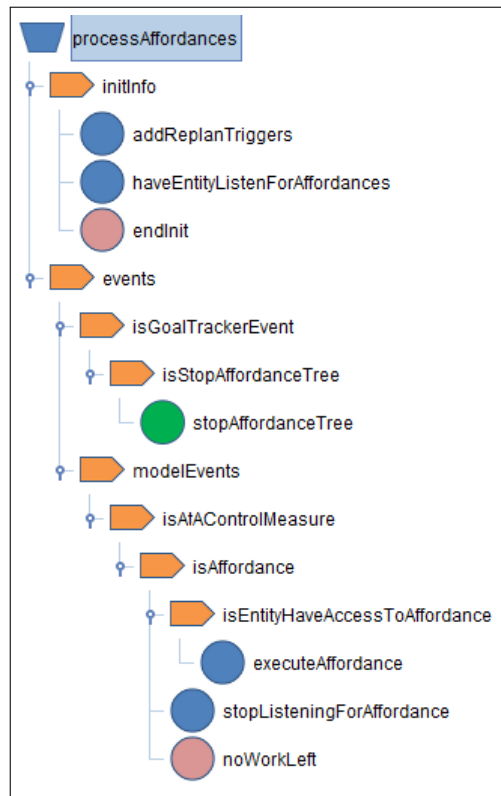 processAffordances
initInfo
addReplanTriggers
haveEntityListenForAffordances
endInit
events
isGoalTrackerEvent
isStopAffordanceTree
stopAffordanceTree
modelEvents
isAtAControlMeasure
isAffordance
isEntityHaveAccessToAffordance
executeAffordance
stopListeningForAffordance
noWorkLeft